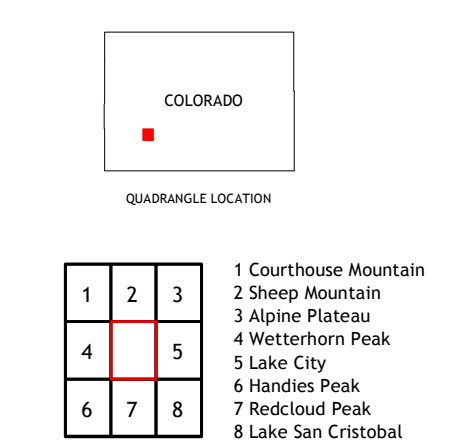 COLORADO
QUADRANGLE LOCATION
1 2 3
4 5
6 7 8
1 Courthouse Mountain
2 Sheep Mountain
3 Alpine Plateau
4 Wetterhorn Peak
5 Lake City
6 Handies Peak
7 Redcloud Peak
8 Lake San Cristobal